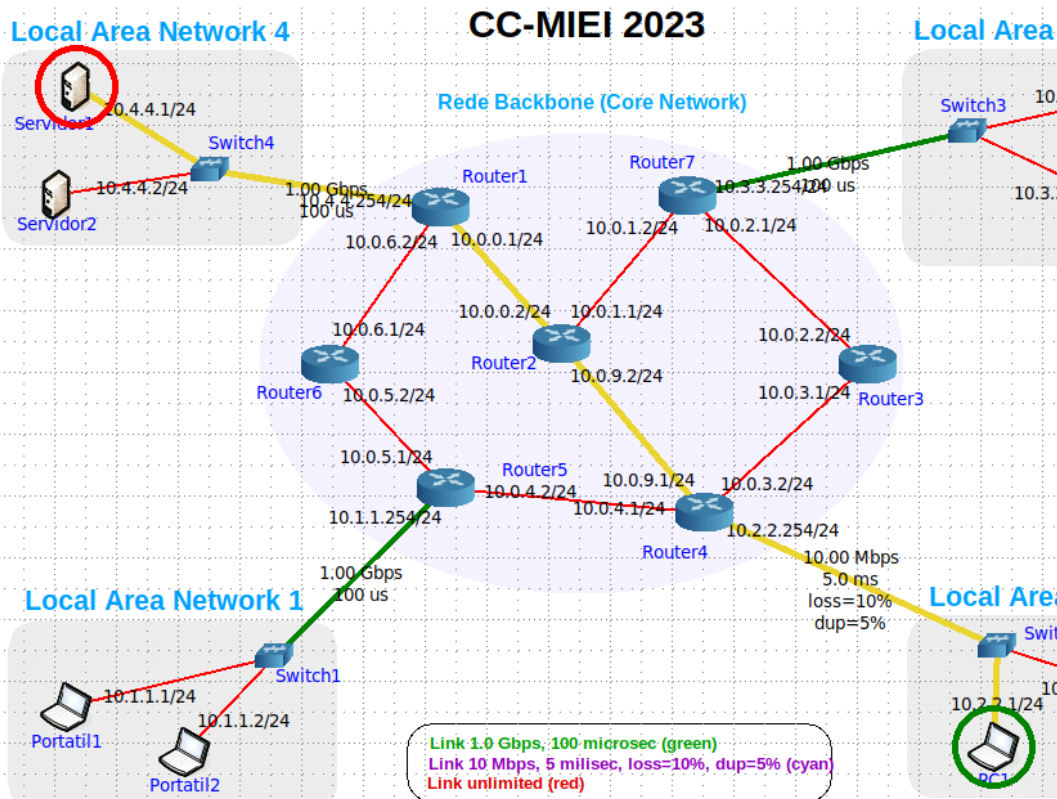 CC-MIEI 2023
Local Area Network 4
Local Area
10.4.4.1/24
Servidor1
Switch4
10.4.4.2/24
Servidor2
1.00 Gbps
10.4.4.254/24
100 us
Rede Backbone (Core Network)
Router1
Router7
1.00 Gbps
10.3.3.254/24
100 us
Switch3
10.
10.3.
10.0.6.2/24
10.0.0.1/24
10.0.1.2/24
10.0.2.1/24
10.0.0.2/24
10.0.1.1/24
10.0.6.1/24
10.0.2.2/24
Router2
10.0.9.2/24
Router6
10.0.5.2/24
10.0.3.1/24
Router3
10.0.5.1/24
Router5
10.0.4.2/24
10.0.9.1/24
10.0.3.2/24
10.0.4.1/24
10.1.1.254/24
10.2.2.254/24
Router4
10.00 Mbps
5.0 ms
loss=10%
dup=5%
1.00 Gbps
100 us
Local Area Network 1
Local Area
Switch1
10.1.1.1/24
10.1.1.2/24
Portatil1
Portatil2
Swit
10.2.2.1/24
10
PC1
Link 1.0 Gbps, 100 microsec (green)
Link 10 Mbps, 5 milisec, loss=10%, dup=5% (cyan)
Link unlimited (red)